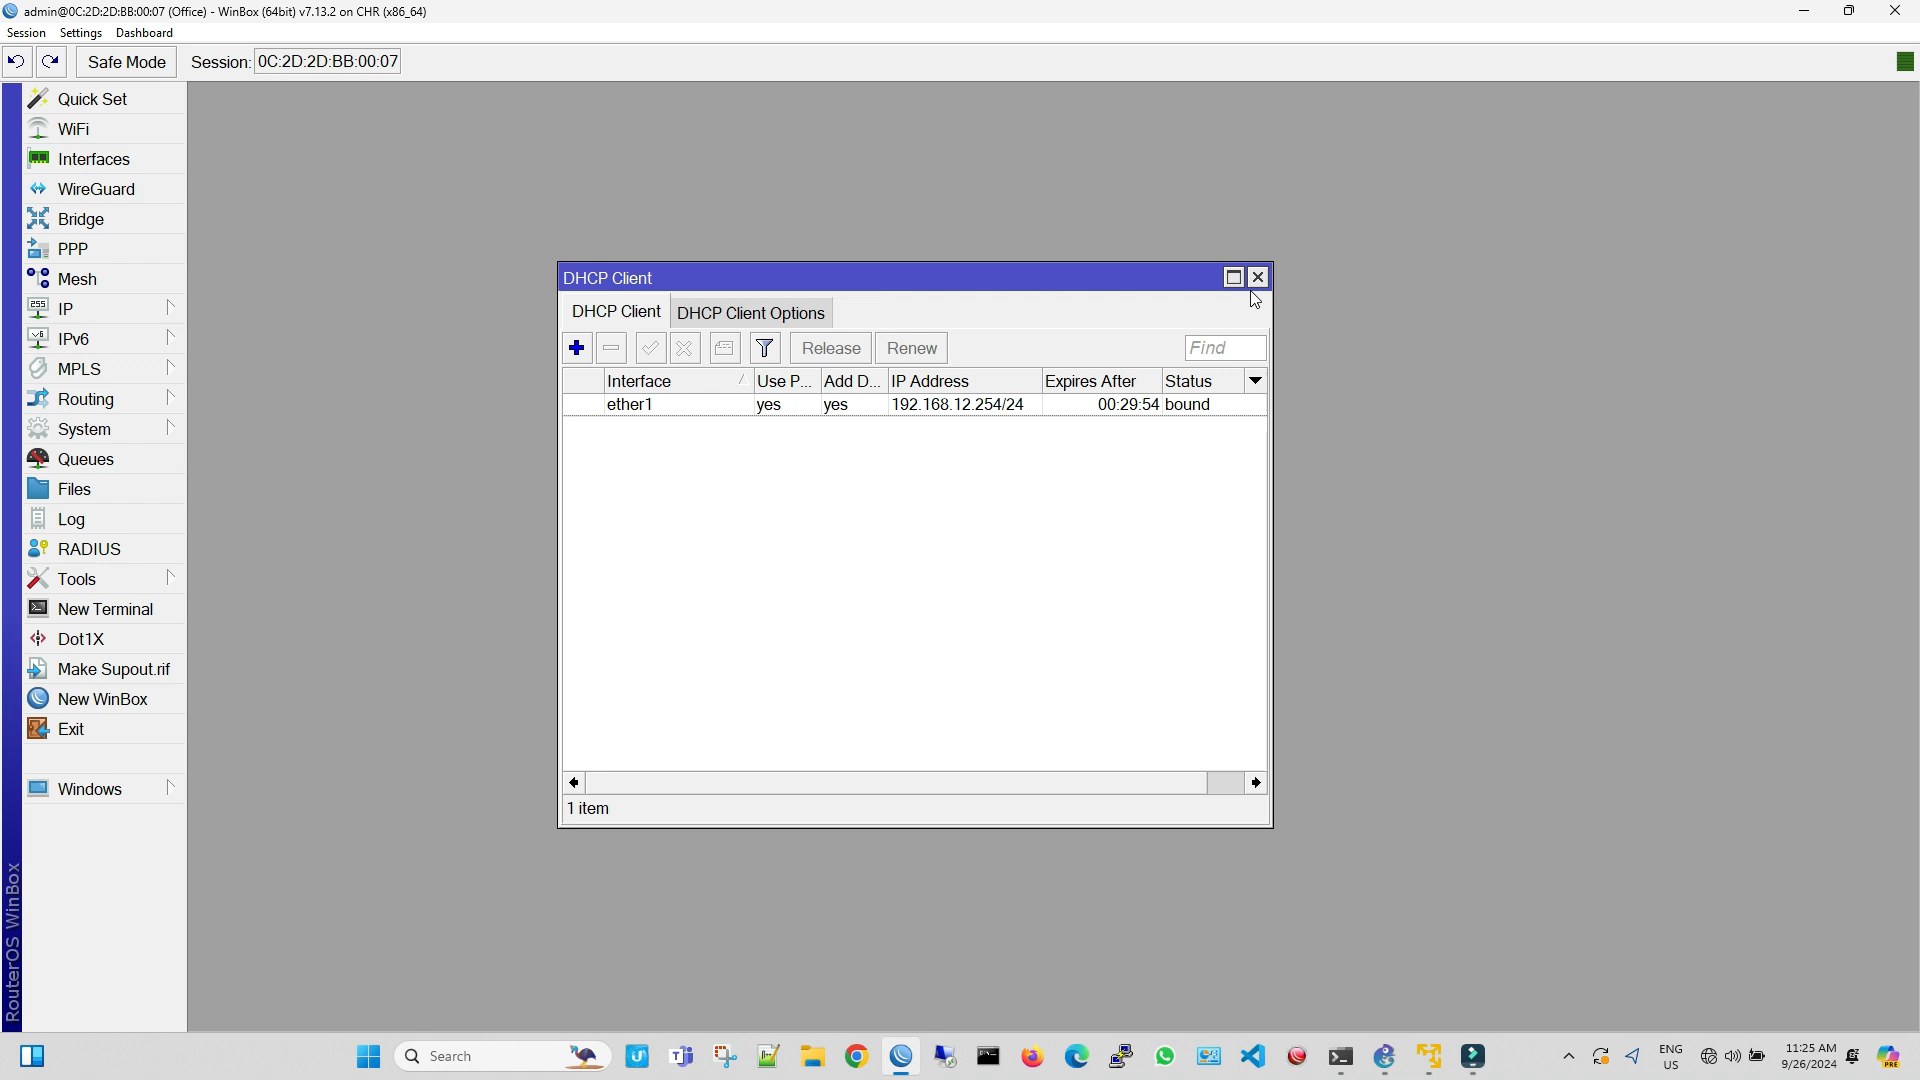 admin@0C:2D:2D:BB:00:07 (Office) - WinBox (64bit) v7.13.2 on CHR (x86_64)
Session Settings Dashboard
Safe Mode Session: 0C:2D:2D:BB:00:07
Quick Set
WiFi
Interfaces
WireGuard
Bridge
PPP
Mesh
IP
IPv6
MPLS
Routing
System
Queues
Files
Log
RADIUS
Tools
New Terminal
Dot1X
Make Supout.rif
New WinBox
Exit
Windows
RouterOS WinBox
DHCP Client
DHCP Client DHCP Client Options
Release Renew Find
Interface Use P... Add D... IP Address Expires After Status
ether1 yes yes 192.168.12.254/24 00:29:54 bound
1 item
Search
ENG
US
11:25 AM
9/26/2024
PRE